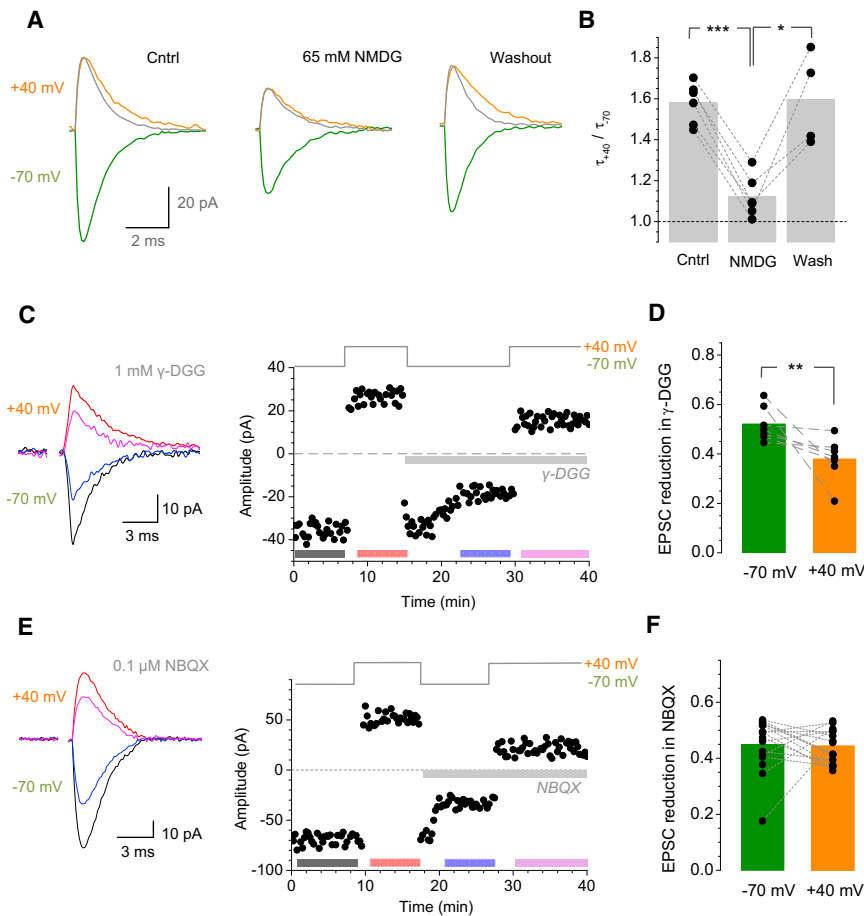 A
Cntrl
65 mM NMDG
Washout
+40 mV
-70 mV
20 pA
2 ms
B
***
*
τ+40 / τ-70
1.8
1.6
1.4
1.2
1.0
Cntrl
NMDG
Wash
C
1 mM γ-DGG
+40 mV
-70 mV
10 pA
3 ms
+40 mV
-70 mV
Amplitude (pA)
40
20
0
-20
-40
γ-DGG
0
10
20
30
40
Time (min)
D
**
EPSC reduction in γ-DGG
0.8
0.6
0.4
0.2
0.0
-70 mV
+40 mV
E
0.1 µM NBQX
+40 mV
-70 mV
10 pA
3 ms
+40 mV
-70 mV
Amplitude (pA)
100
50
0
-50
-100
NBQX
0
10
20
30
40
Time (min)
F
EPSC reduction in NBQX
0.6
0.4
0.2
0.0
-70 mV
+40 mV